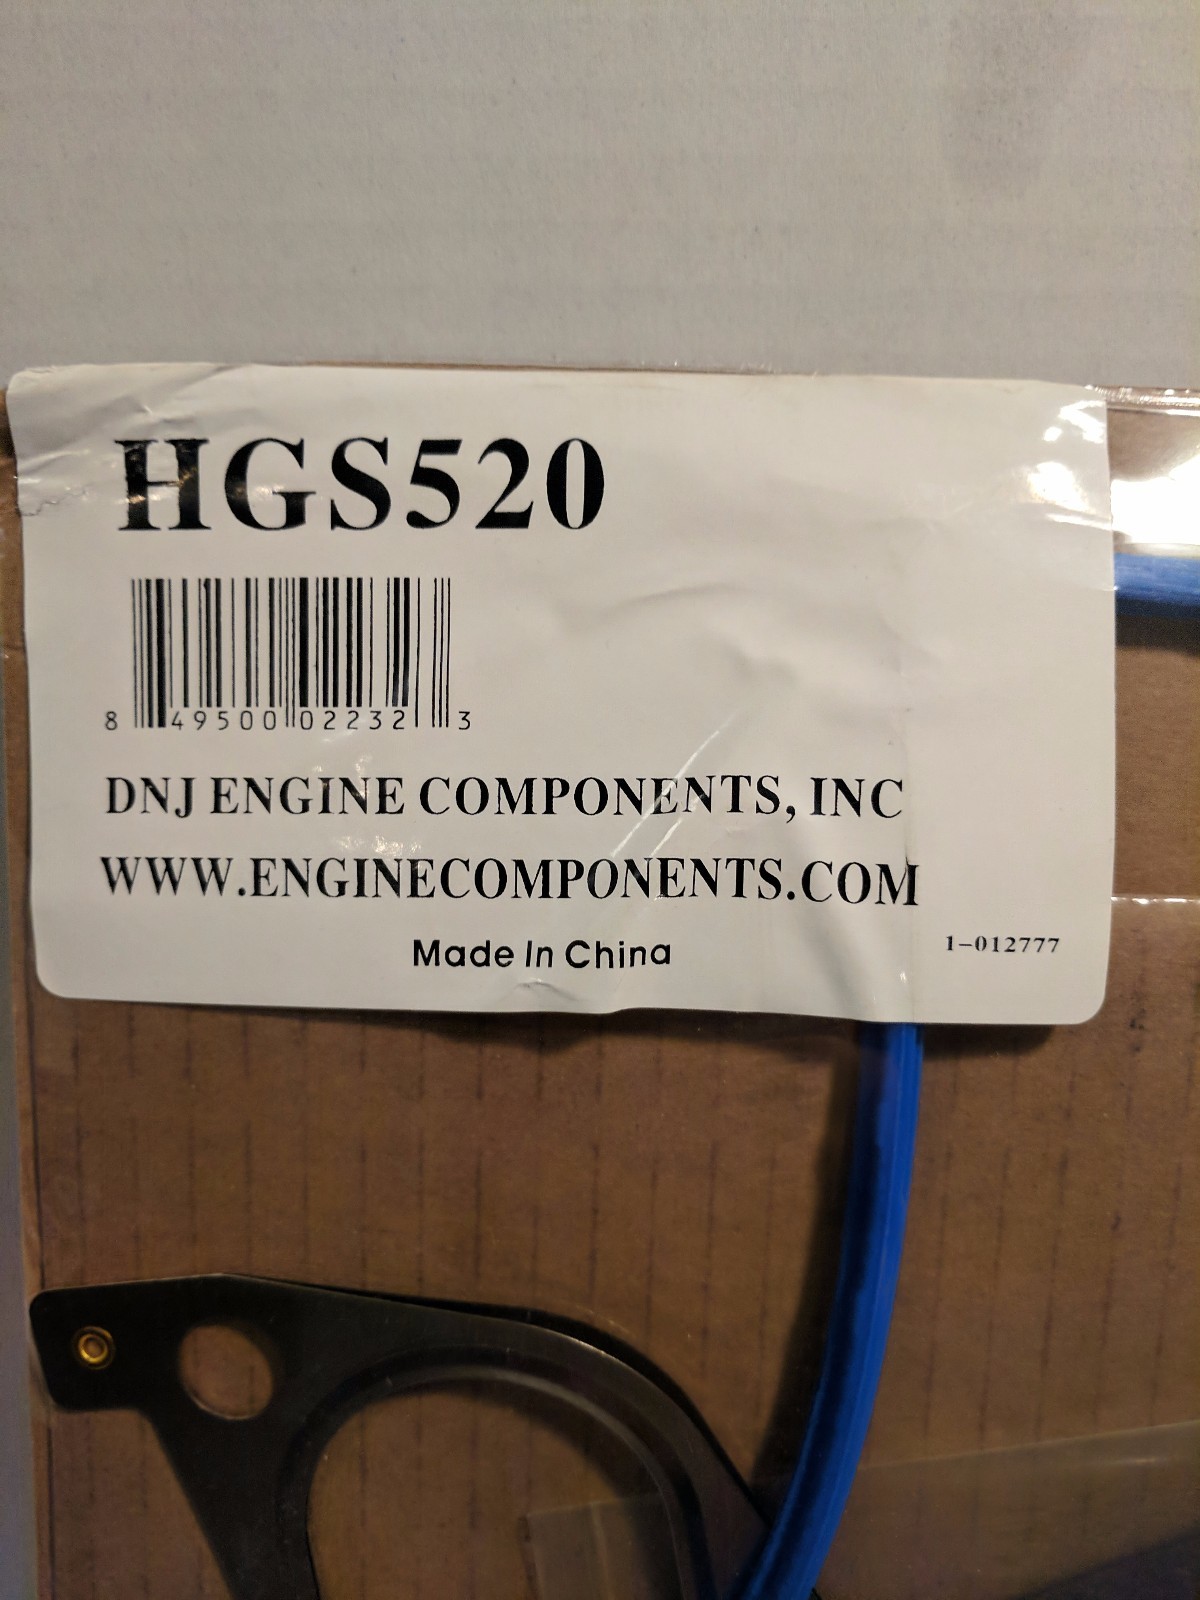 HGS520
8 49500 02232 3
DNJ ENGINE COMPONENTS, INC
WWW.ENGINECOMPONENTS.COM
Made In China
1-012777